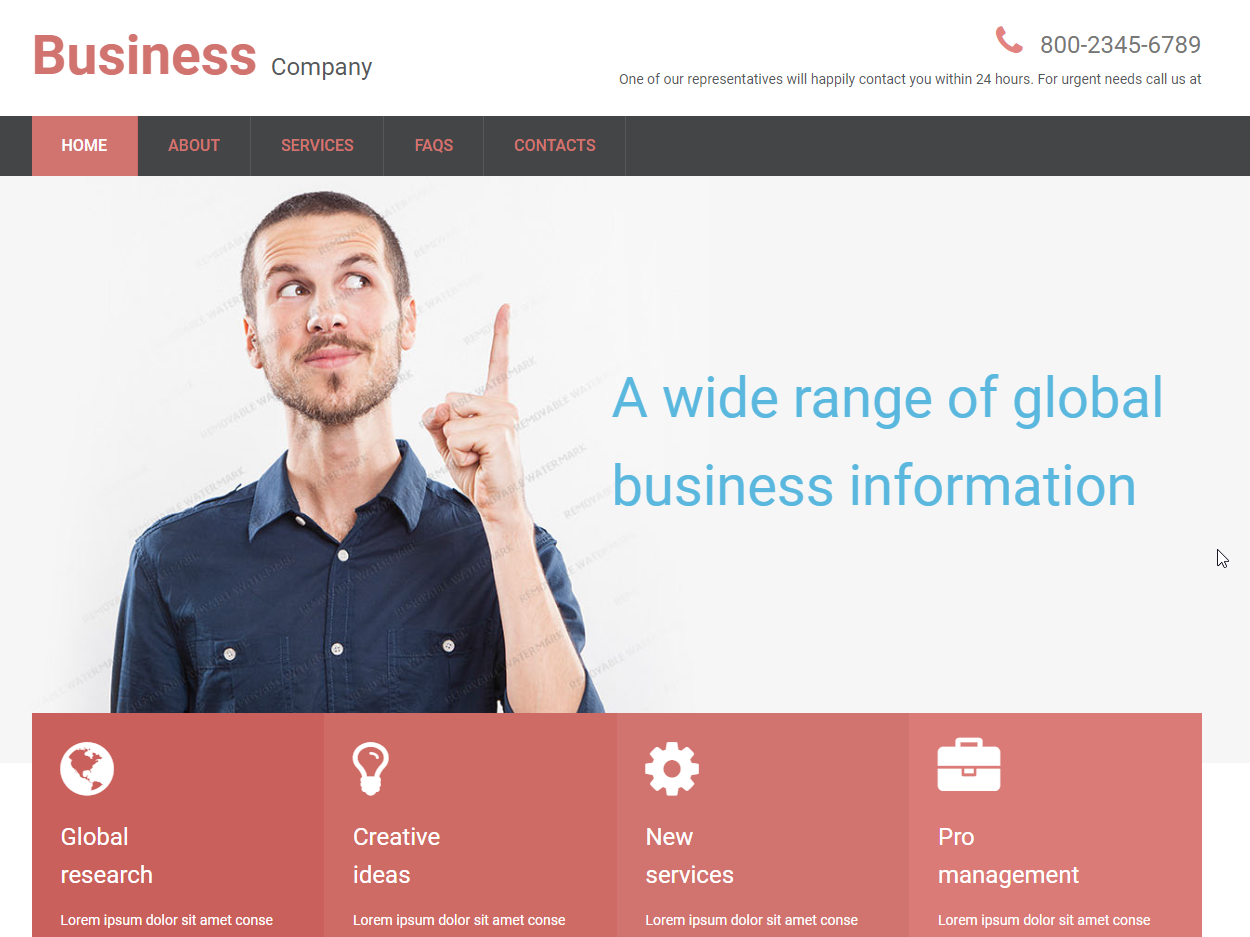 Business Company
800-2345-6789
One of our representatives will happily contact you within 24 hours. For urgent needs call us at
HOME ABOUT SERVICES FAQS CONTACTS
REMOVABLE WATERMARK
A wide range of global
business information
Global
research
Lorem ipsum dolor sit amet conse
Creative
ideas
Lorem ipsum dolor sit amet conse
New
services
Lorem ipsum dolor sit amet conse
Pro
management
Lorem ipsum dolor sit amet conse